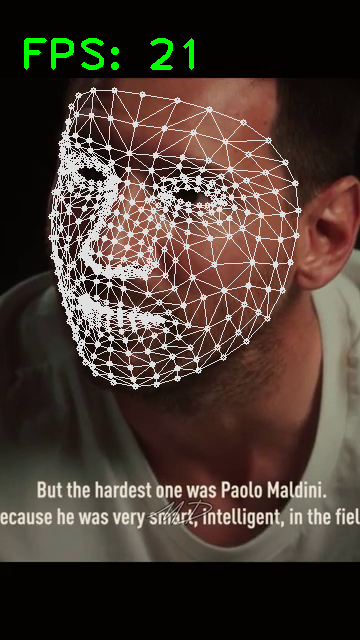 FPS: 21
But the hardest one was Paolo Maldini.
ecause he was very smart, intelligent, in the fiel